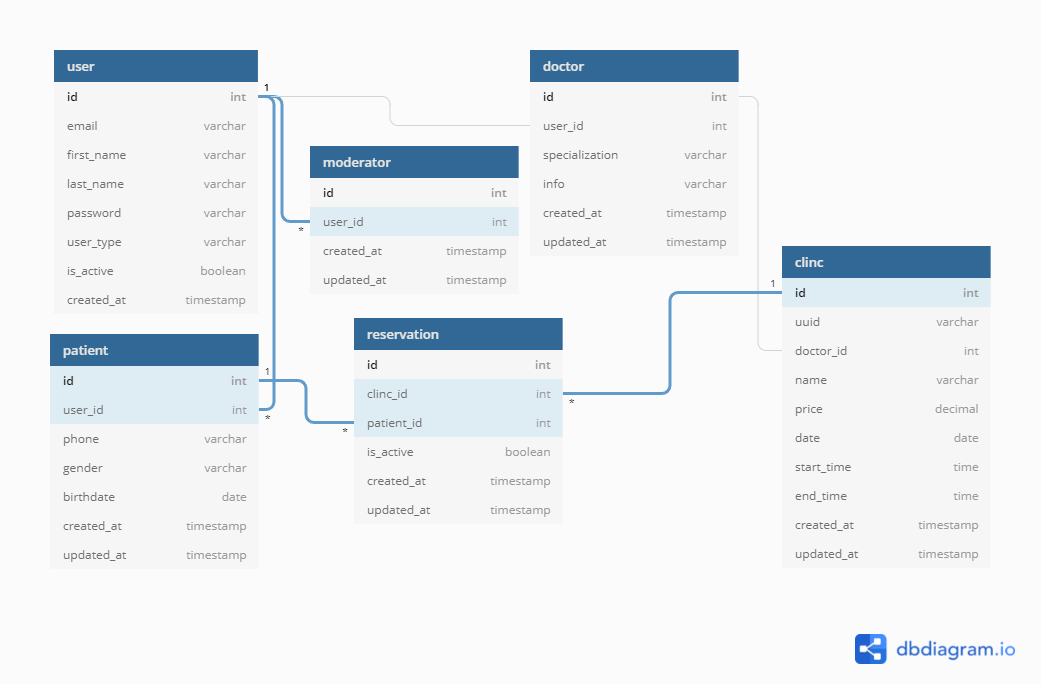 user
id int
email varchar
first_name varchar
last_name varchar
password varchar
user_type varchar
is_active boolean
created_at timestamp
1
moderator
id int
user_id int
created_at timestamp
updated_at timestamp
*
doctor
id int
user_id int
specialization varchar
info varchar
created_at timestamp
updated_at timestamp
patient
id int
user_id int
phone varchar
gender varchar
birthdate date
created_at timestamp
updated_at timestamp
1
*
reservation
id int
clinc_id int
patient_id int
is_active boolean
created_at timestamp
updated_at timestamp
*
*
clinc
1
id int
uuid varchar
doctor_id int
name varchar
price decimal
date date
start_time time
end_time time
created_at timestamp
updated_at timestamp
dbdiagram.io